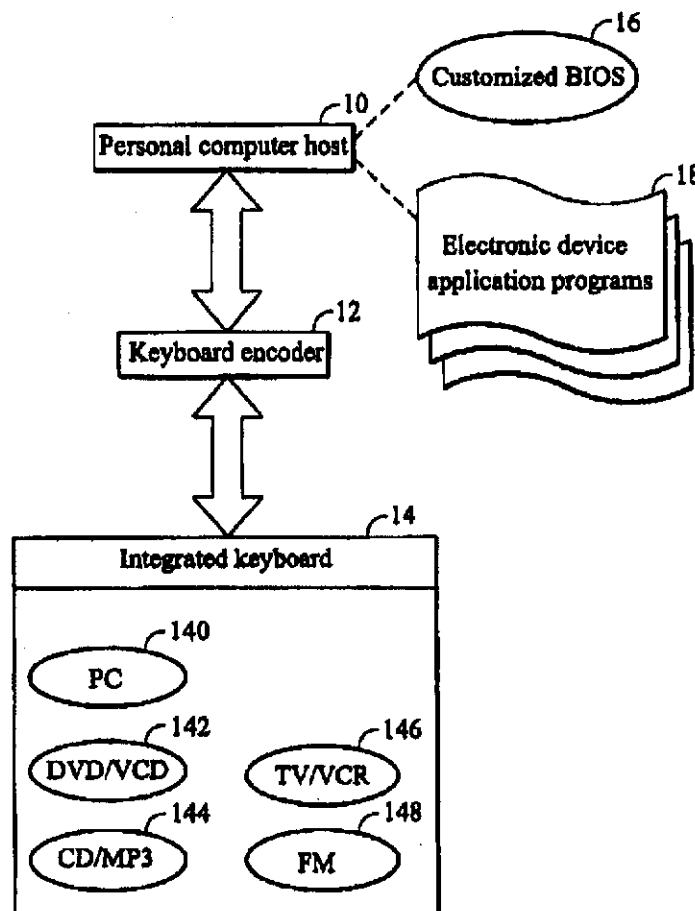 16
Customized BIOS
10
Personal computer host
18
Electronic device
application programs
12
Keyboard encoder
14
Integrated keyboard
140
PC
142
DVD/VCD
146
TV/VCR
144
CD/MP3
148
FM